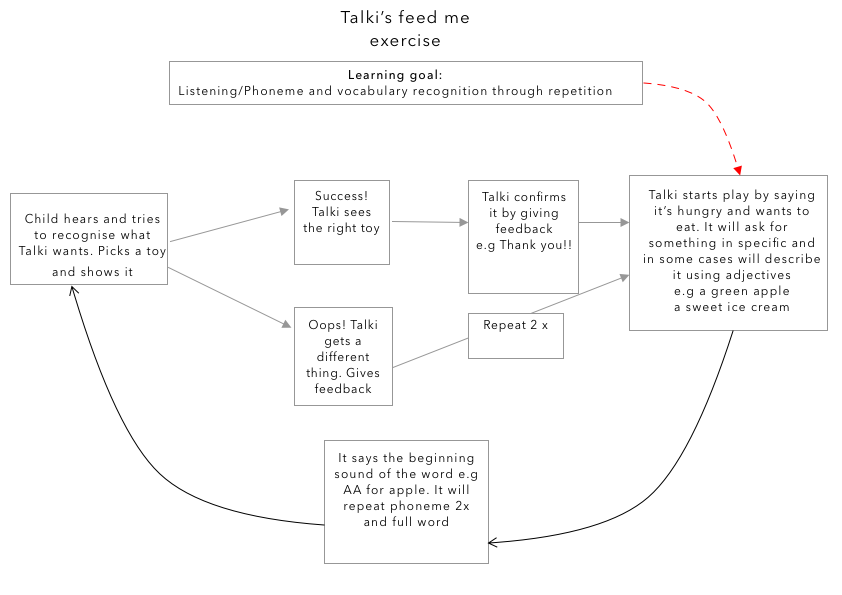 Talki's feed me
exercise
Learning goal:
Listening/Phoneme and vocabulary recognition through repetition
Child hears and tries
to recognise what
Talki wants. Picks a toy
and shows it
Success!
Talki sees
the right toy
Talki confirms
it by giving
feedback
e.g Thank you!!
Talki starts play by saying
it's hungry and wants to
eat. It will ask for
something in specific and
in some cases will describe
it using adjectives
e.g a green apple
a sweet ice cream
Oops! Talki
gets a
different
thing. Gives
feedback
Repeat 2 x
It says the beginning
sound of the word e.g
AA for apple. It will
repeat phoneme 2x
and full word